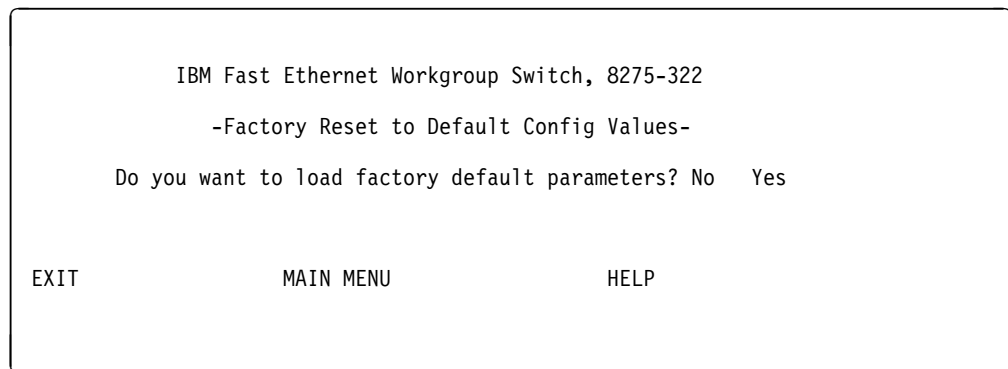 IBM Fast Ethernet Workgroup Switch, 8275-322
-Factory Reset to Default Config Values-
Do you want to load factory default parameters? No Yes
EXIT MAIN MENU HELP